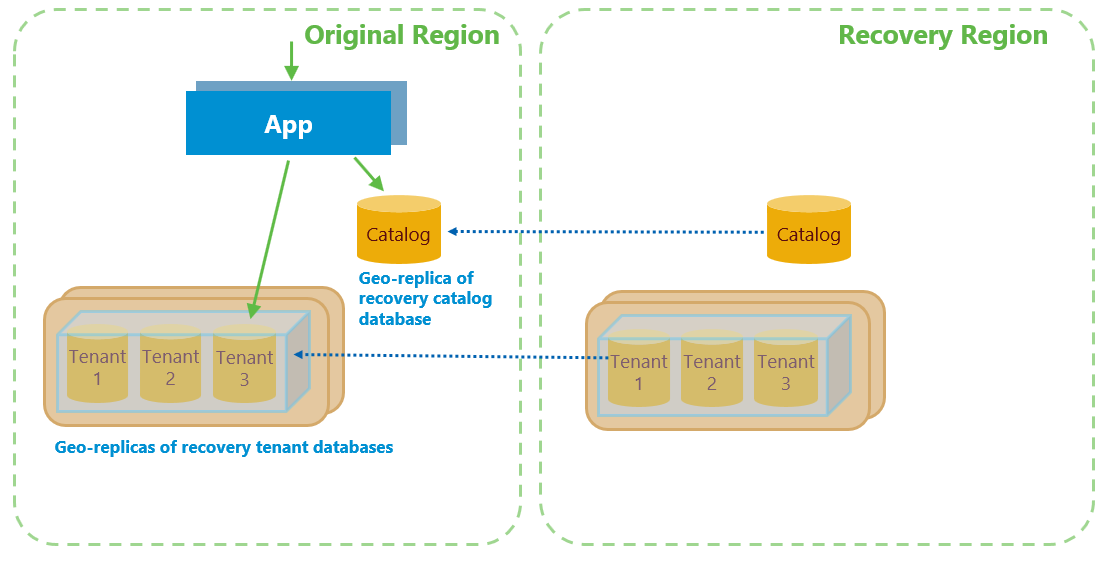 Original Region
Recovery Region
App
Catalog
Catalog
Geo-replica of
recovery catalog
database
Tenant
1
Tenant
2
Tenant
3
Tenant
1
Tenant
2
Tenant
3
Geo-replicas of recovery tenant databases